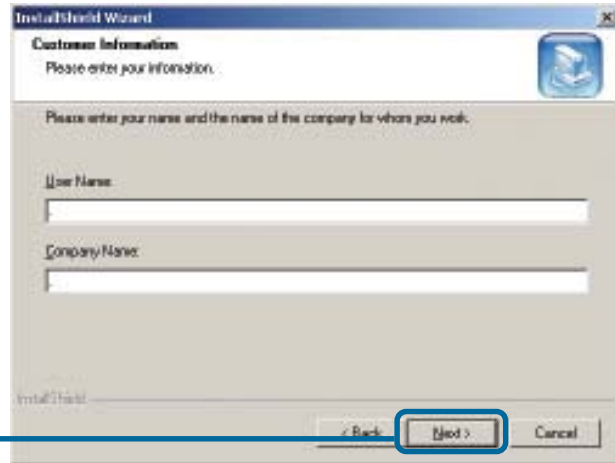 InstallShield Wizard
Customer Information
Please enter your information.
Please enter your name and the name of the company for whom you work.
User Name:
.
Company Name:
.
InstallShield
< Back Next > Cancel